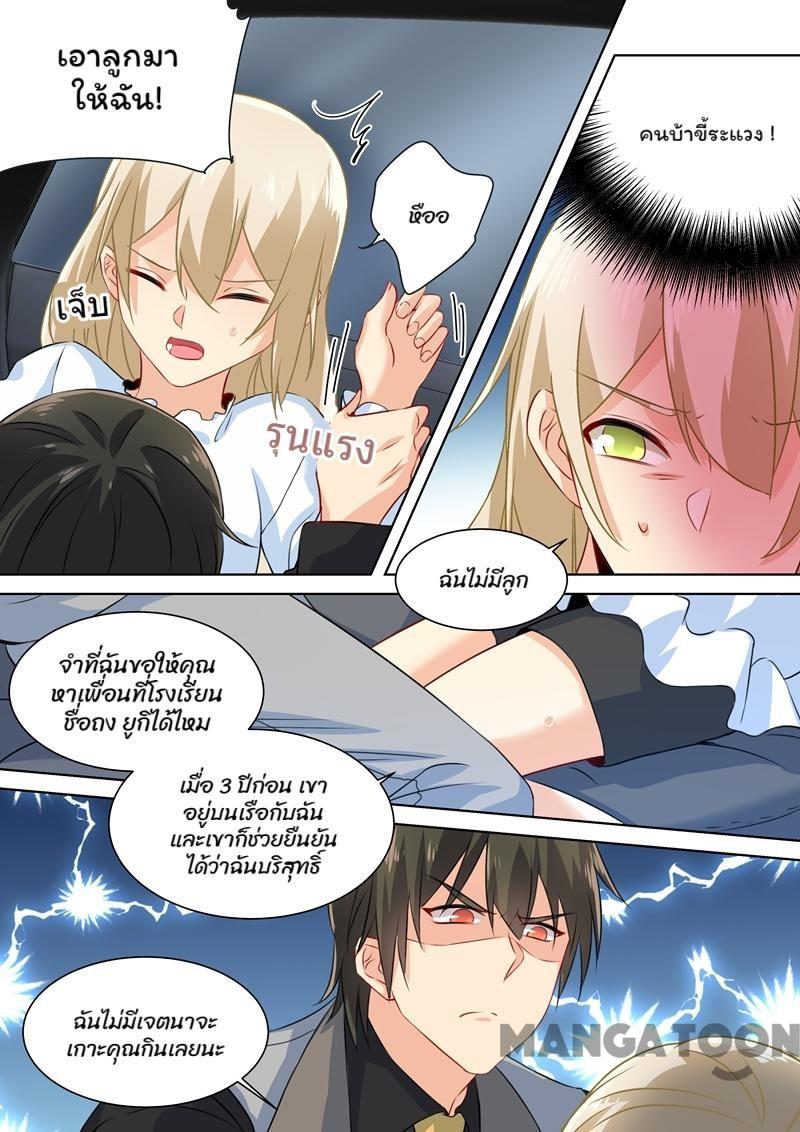 เอาลูกมา
ให้ฉัน!
คนบ้าขี้ระแวง !
หืออ
เจ็บ
รุนแรง
ฉันไม่มีลูก
จำที่ฉันขอให้คุณ
หาเพื่อนที่โรงเรียน
ชื่อถง ยูกิได้ไหม
เมื่อ 3 ปีก่อน เขา
อยู่บนเรือกับฉัน
และเขาก็ช่วยยืนยัน
ได้ว่าฉันบริสุทธิ์
ฉันไม่มีเจตนาจะ
เกาะคุณกินเลยนะ
MANGATOON